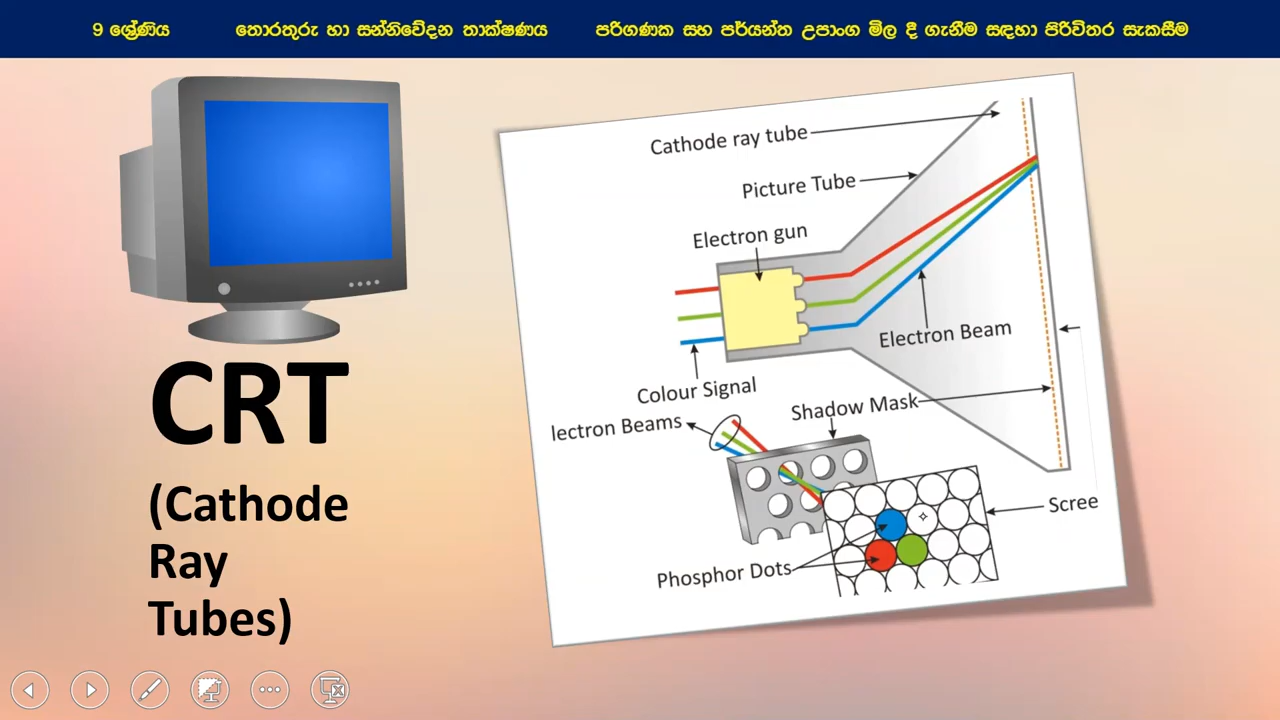 9 ශ්‍රේණිය තොරතුරු හා සන්නිවේදන තාක්ෂණය පරිගණක සහ පර්යන්ත උපාංග මිල දී ගැනීම සඳහා පිරිවිතර සැකසීම
CRT
(Cathode
Ray
Tubes)
Cathode ray tube
Picture Tube
Electron gun
Electron Beam
Colour Signal
lectron Beams
Shadow Mask
Scree
Phosphor Dots